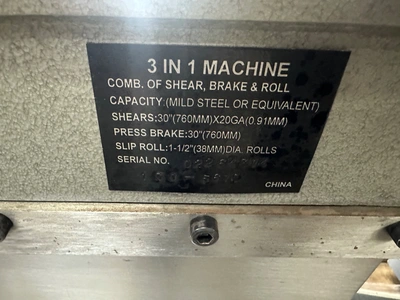 3 IN 1 MACHINE
COMB. OF SHEAR, BRAKE & ROLL
CAPACITY:(MILD STEEL OR EQUIVALENT)
SHEARS:30"(760MM)X20GA(0.91MM)
PRESS BRAKE:30"(760MM)
SLIP ROLL:1-1/2"(38MM)DIA. ROLLS
SERIAL NO.
CHINA